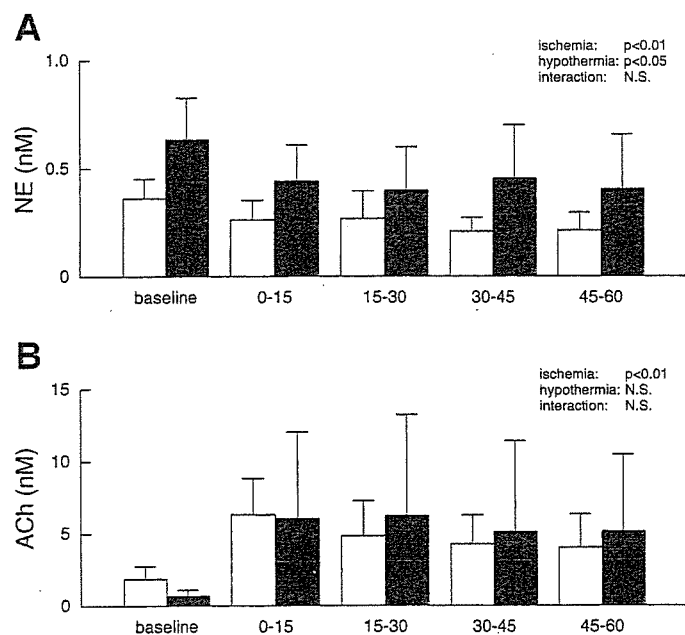 A
ischemia: p<0.01
hypothermia: p<0.05
interaction: N.S.
1.0
0.5
0
NE (nM)
baseline 0-15 15-30 30-45 45-60
B
ischemia: p<0.01
hypothermia: N.S.
interaction: N.S.
15
10
5
0
ACh (nM)
baseline 0-15 15-30 30-45 45-60